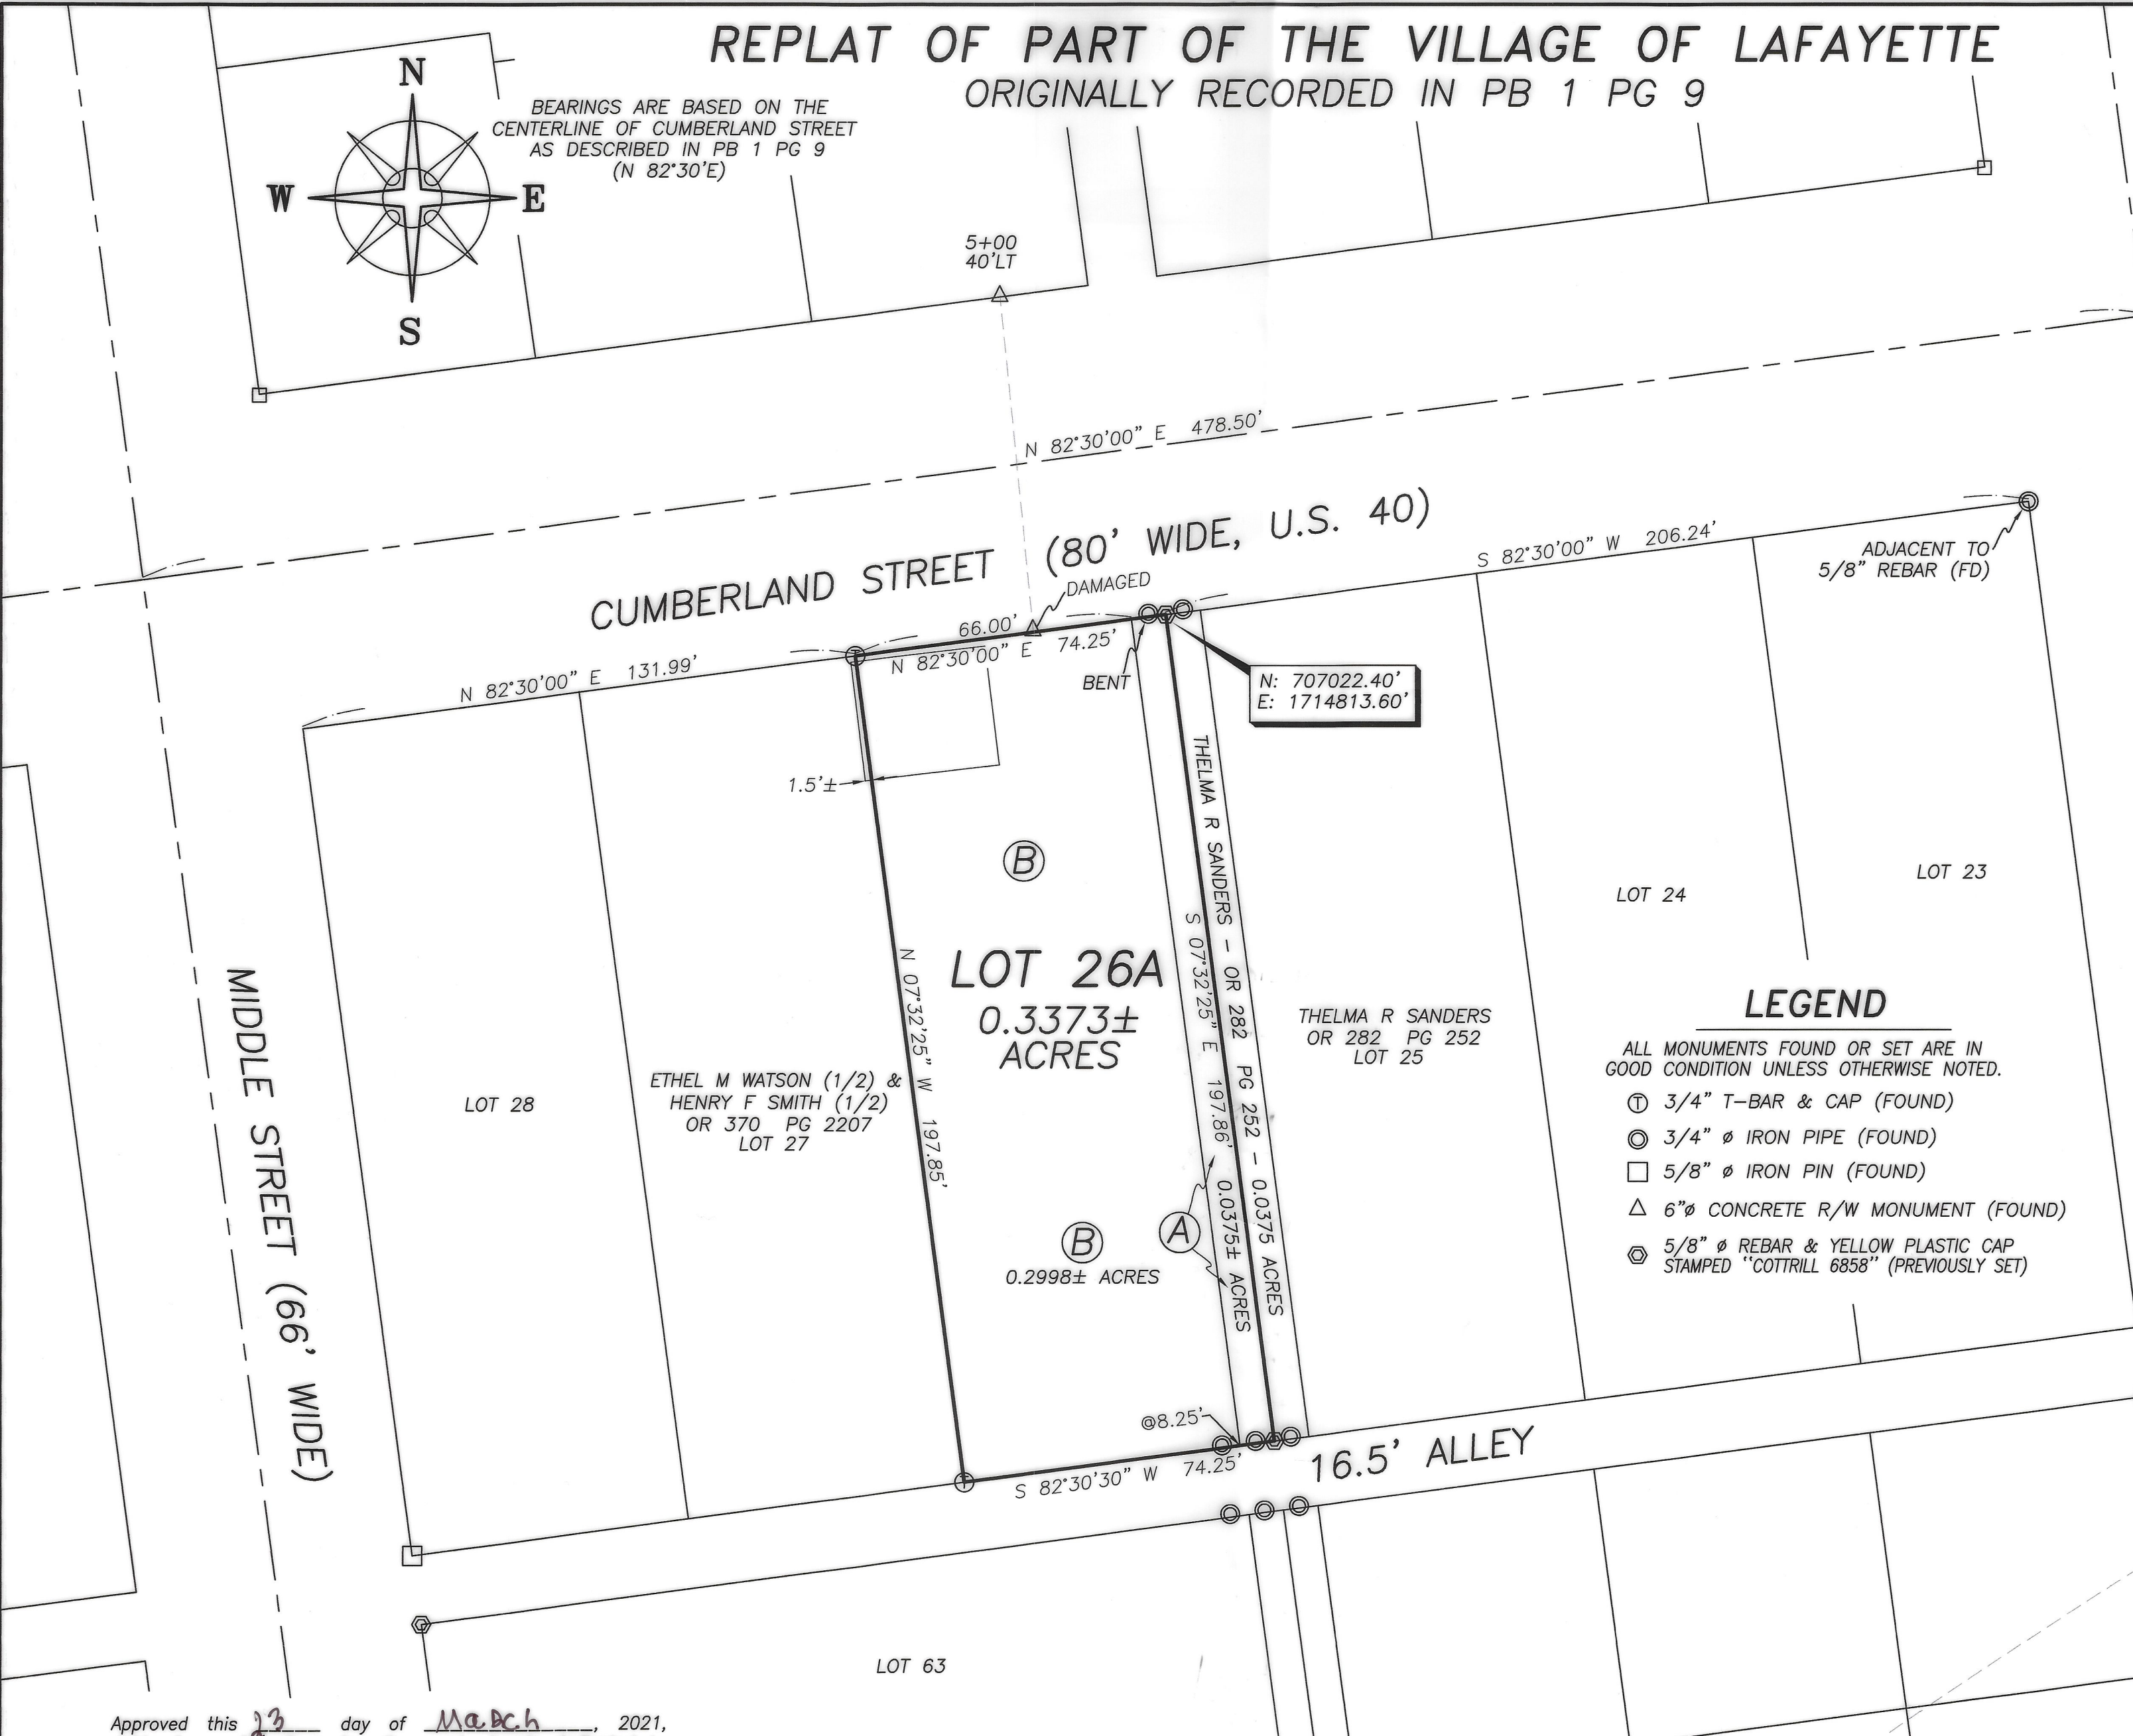 REPLAT OF PART OF THE VILLAGE OF LAFAYETTE
ORIGINALLY RECORDED IN PB 1 PG 9
N
W
E
S
BEARINGS ARE BASED ON THE
CENTERLINE OF CUMBERLAND STREET
AS DESCRIBED IN PB 1 PG 9
(N 82°30'E)
5+00
40'LT
N 82°30'00" E 478.50'
CUMBERLAND STREET (80' WIDE, U.S. 40)
DAMAGED
S 82°30'00" W 206.24'
ADJACENT TO
5/8" REBAR (FD)
N 82°30'00" E 131.99'
66.00'
N 82°30'00" E 74.25'
BENT
N: 707022.40'
E: 1714813.60'
1.5'±
B
LOT 26A
0.3373±
ACRES
N 07°32'25" W 197.85'
THELMA R SANDERS - OR 282 PG 252 - 0.0375 ACRES
S 07°32'25" E 197.86'
0.0375± ACRES
A
B
0.2998± ACRES
MIDDLE STREET (66' WIDE)
LOT 28
ETHEL M WATSON (1/2) &
HENRY F SMITH (1/2)
OR 370 PG 2207
LOT 27
THELMA R SANDERS
OR 282 PG 252
LOT 25
LOT 24
LOT 23
LEGEND
ALL MONUMENTS FOUND OR SET ARE IN
GOOD CONDITION UNLESS OTHERWISE NOTED.
T 3/4" T-BAR & CAP (FOUND)
3/4" ø IRON PIPE (FOUND)
5/8" ø IRON PIN (FOUND)
6"ø CONCRETE R/W MONUMENT (FOUND)
5/8" ø REBAR & YELLOW PLASTIC CAP
STAMPED "COTTRILL 6858" (PREVIOUSLY SET)
@8.25'
S 82°30'30" W 74.25'
16.5' ALLEY
LOT 63
Approved this 23 day of March, 2021,